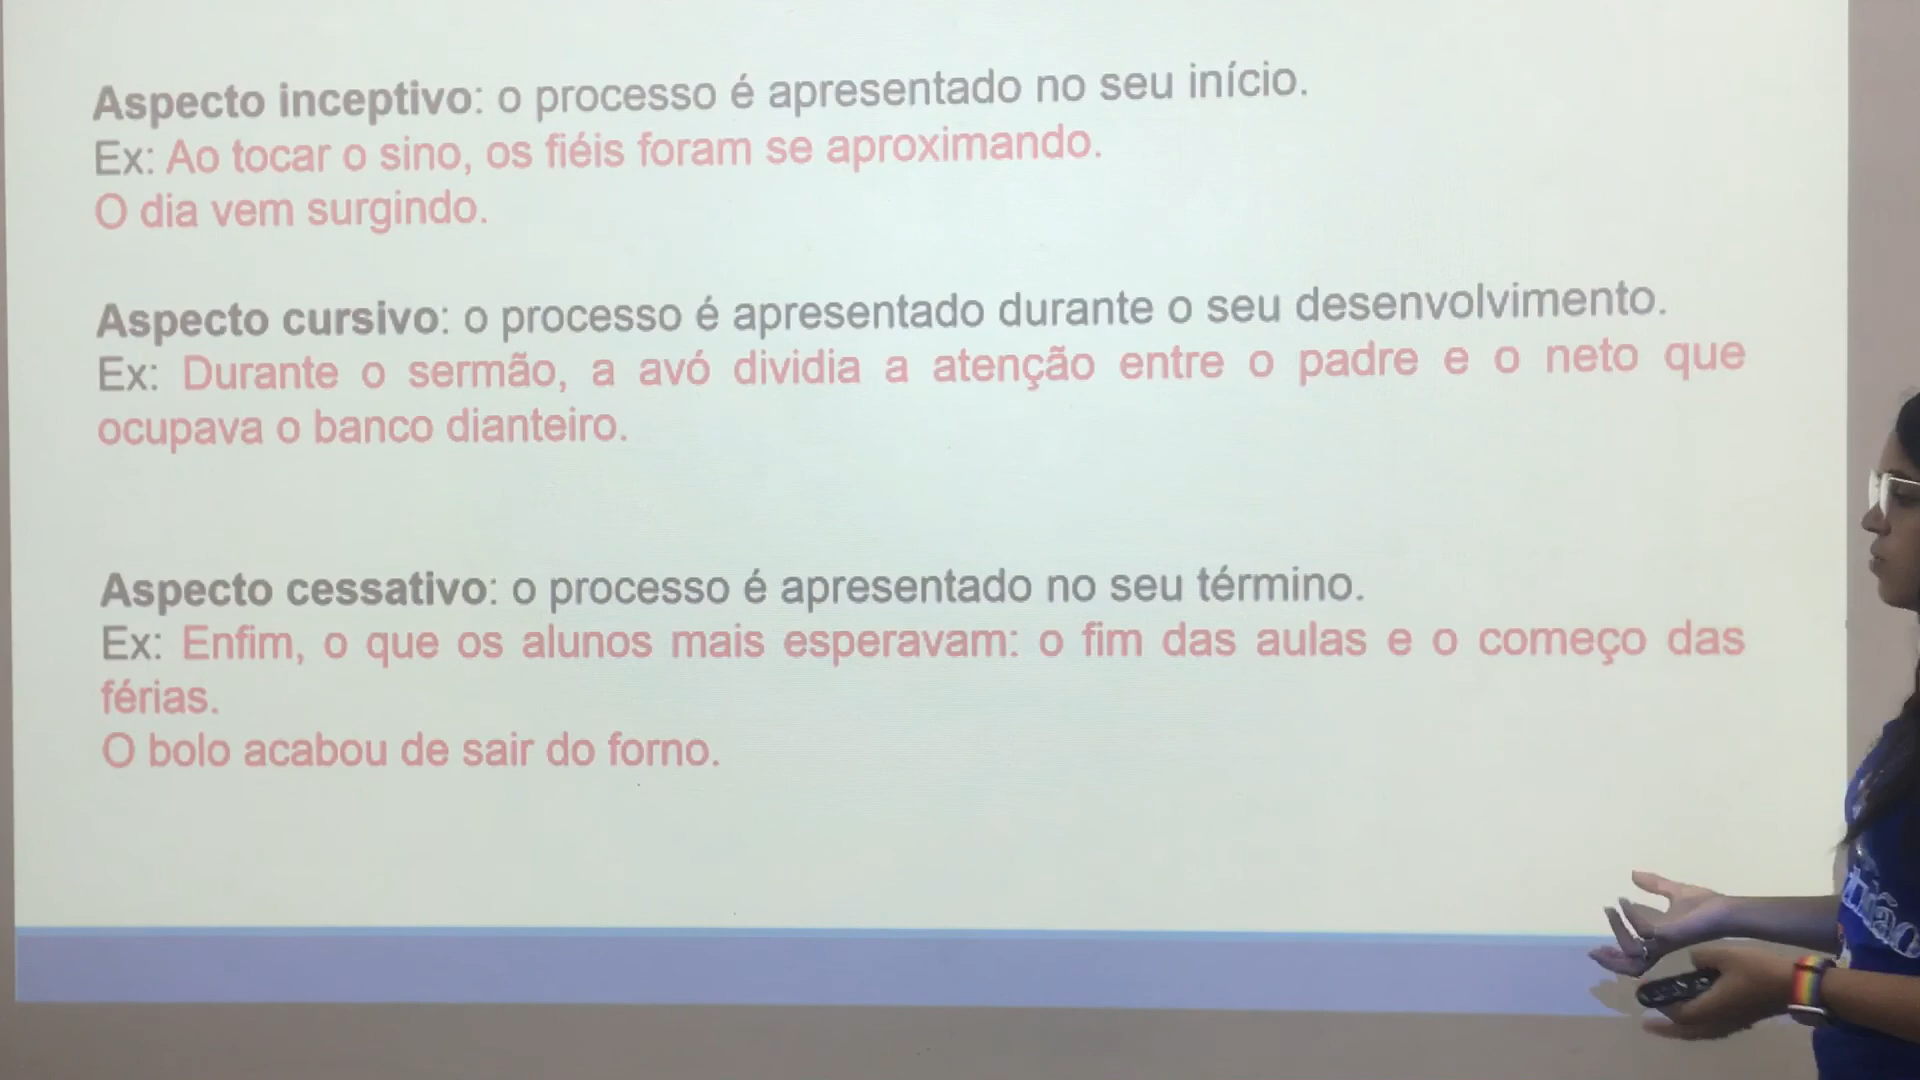 Aspecto inceptivo: o processo é apresentado no seu início.
Ex: Ao tocar o sino, os fiéis foram se aproximando.
O dia vem surgindo.
Aspecto cursivo: o processo é apresentado durante o seu desenvolvimento.
Ex: Durante o sermão, a avó dividia a atenção entre o padre e o neto que
ocupava o banco dianteiro.
Aspecto cessativo: o processo é apresentado no seu término.
Ex: Enfim, o que os alunos mais esperavam: o fim das aulas e o começo das
férias.
O bolo acabou de sair do forno.